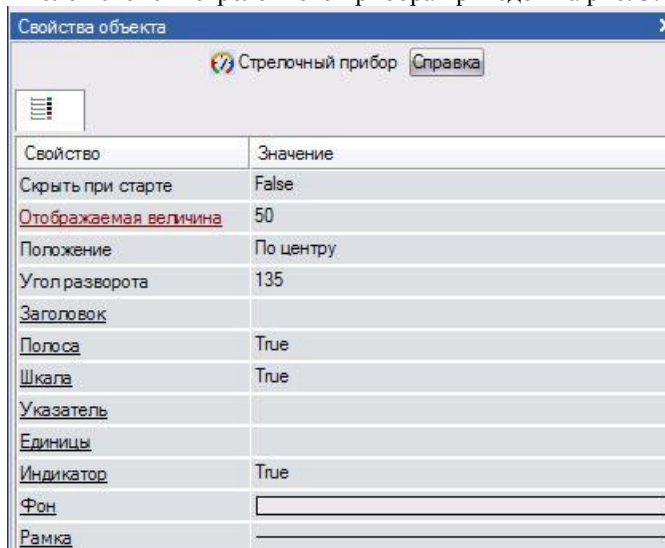 Свойства объекта
Стрелочный прибор Справка
Свойство Значение
Скрыть при старте False
Отображаемая величина 50
Положение По центру
Угол разворота 135
Заголовок
Полоса True
Шкала True
Указатель
Единицы
Индикатор True
Фон
Рамка